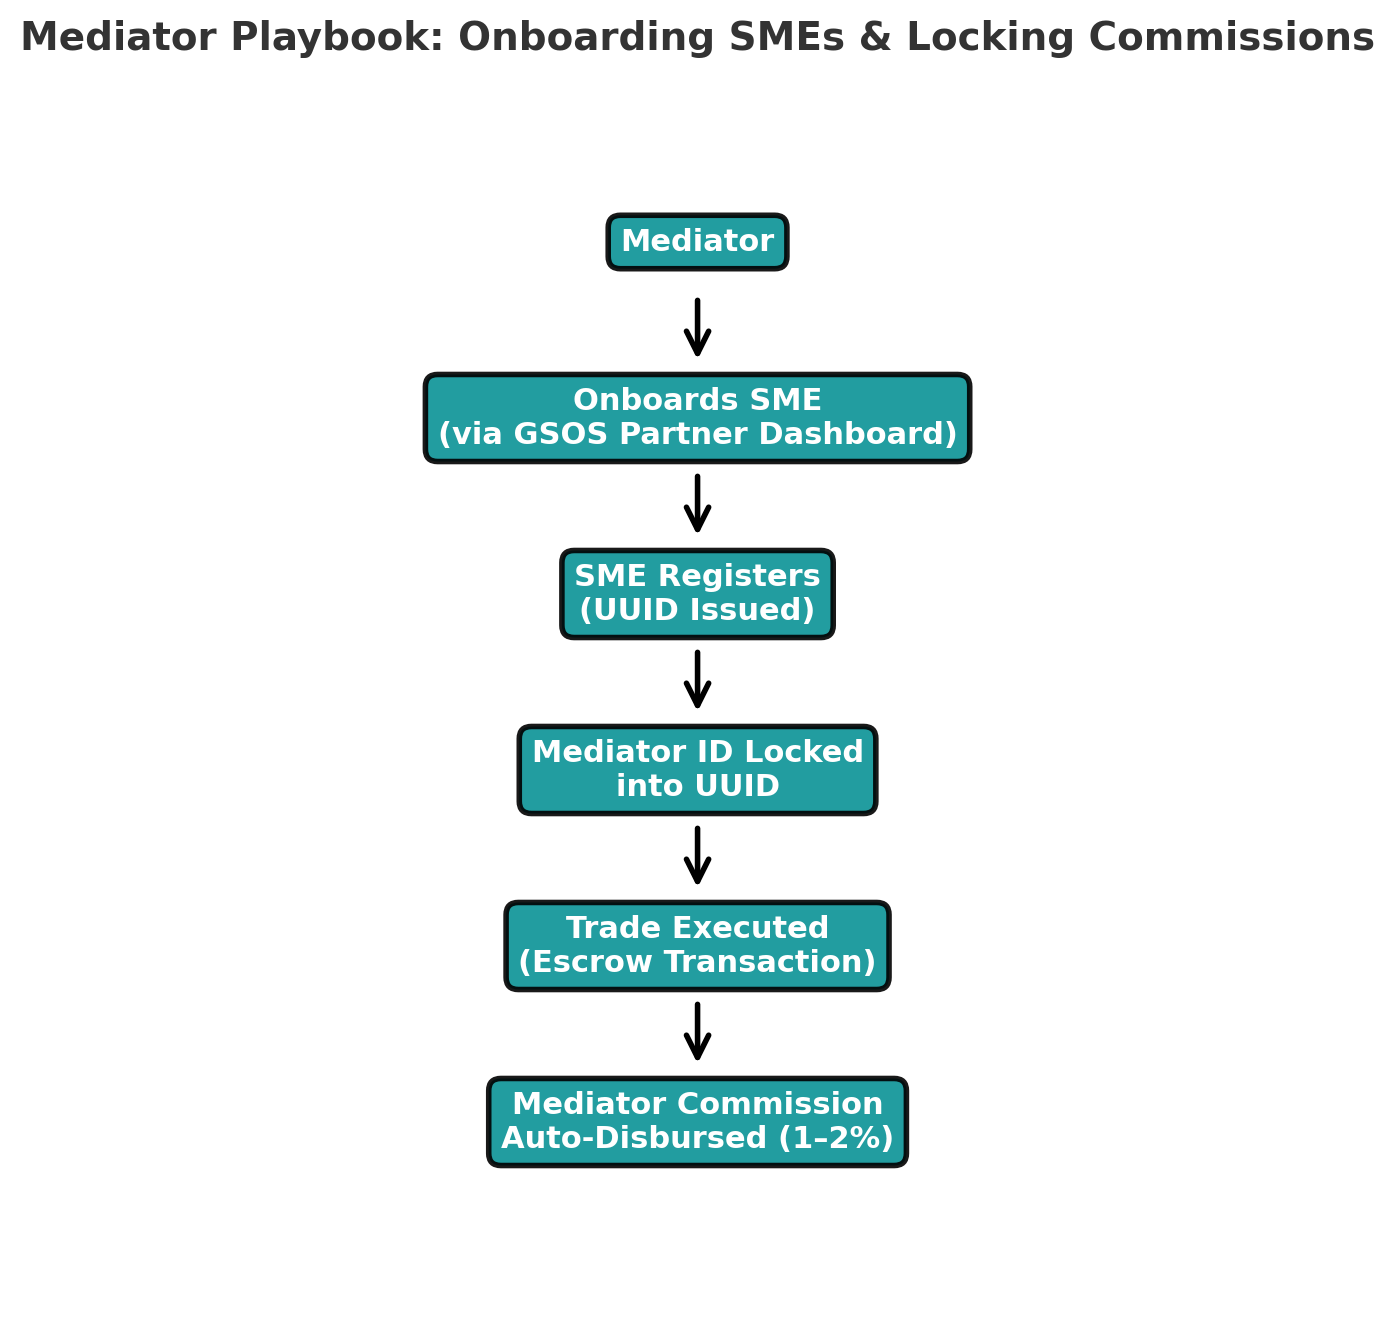 Mediator Playbook: Onboarding SMEs & Locking Commissions
Mediator
Onboards SME
(via GSOS Partner Dashboard)
SME Registers
(UUID Issued)
Mediator ID Locked
into UUID
Trade Executed
(Escrow Transaction)
Mediator Commission
Auto-Disbursed (1–2%)